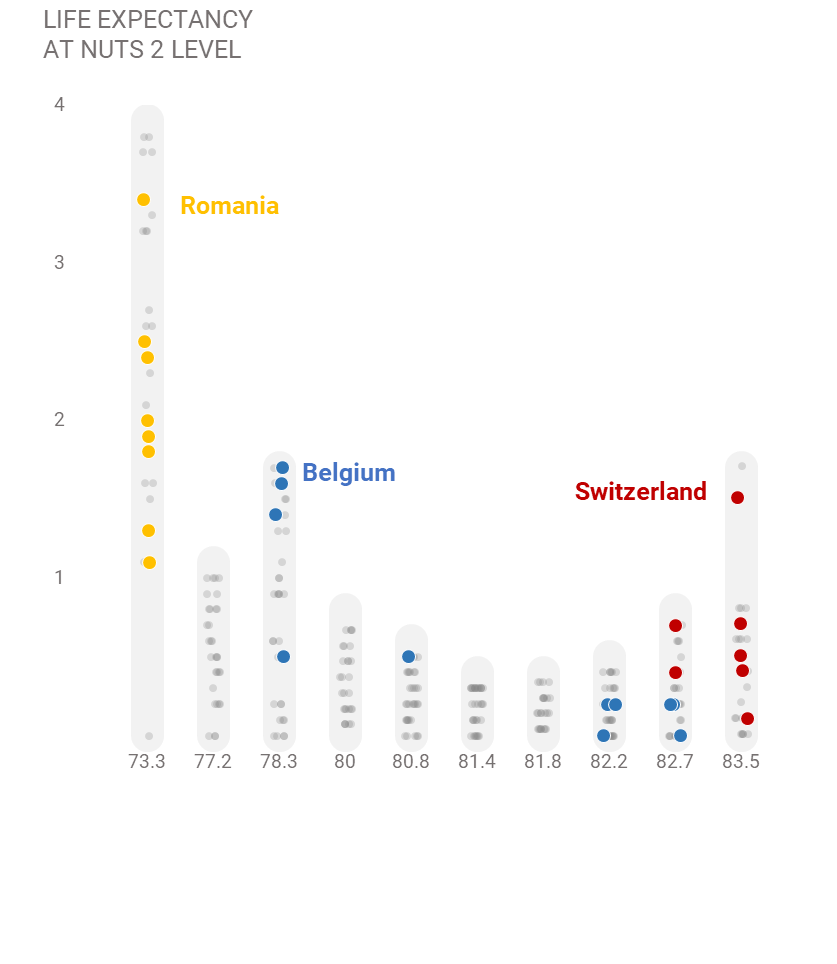 LIFE EXPECTANCY
AT NUTS 2 LEVEL
4
Romania
3
2
Belgium
Switzerland
1
73.3 77.2 78.3 80 80.8 81.4 81.8 82.2 82.7 83.5